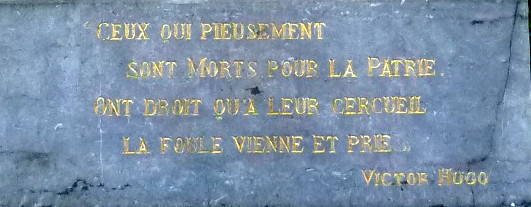 "CEUX QUI PIEUSEMENT
SONT MORTS POUR LA PATRIE.
ONT DROIT QU'A LEUR CERCUEIL
LA FOULE VIENNE ET PRIE"
VICTOR HUGO